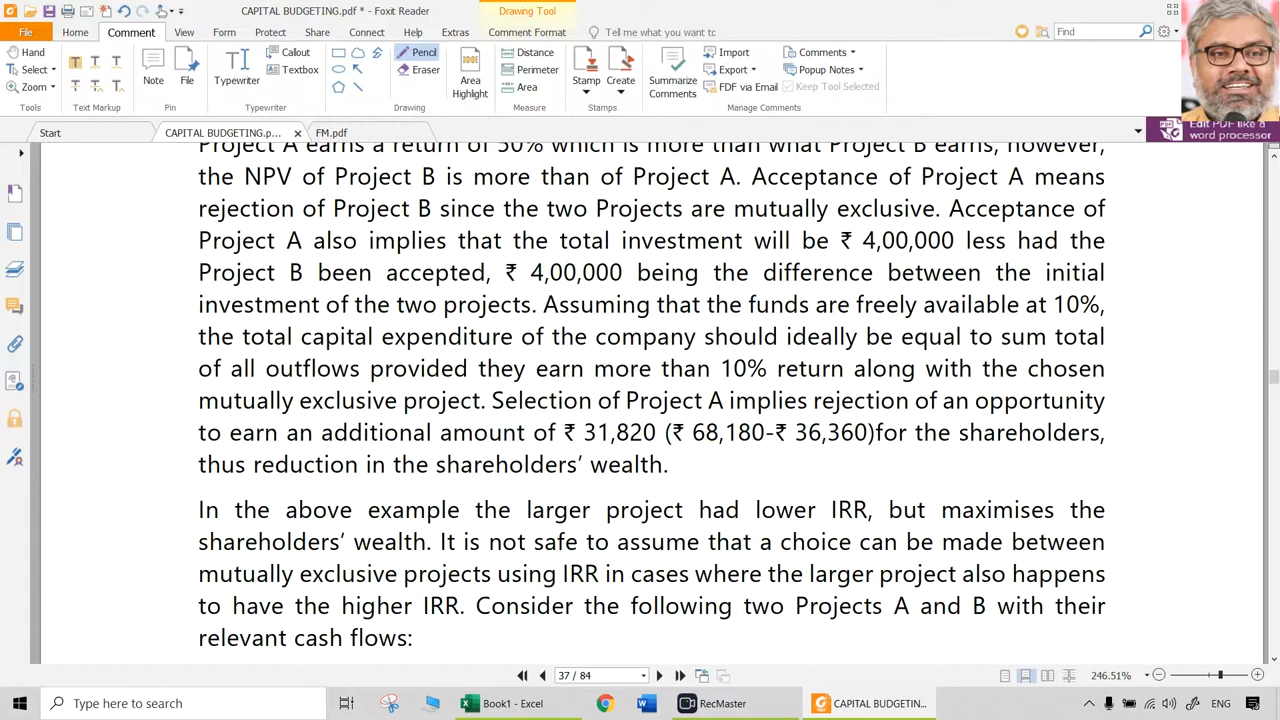 CAPITAL BUDGETING.pdf * - Foxit Reader
Drawing Tool
File Home Comment View Form Protect Share Connect Help Extras Comment Format Tell me what you want tc Find
Hand
Select
Zoom
Tools
Text Markup
Note File
Pin
Typewriter
Callout
Textbox
Typewriter
Pencil
Eraser
Drawing
Area Highlight
Distance
Perimeter
Area
Measure
Stamp Create
Stamps
Summarize Comments
Import
Export
FDF via Email
Comments
Popup Notes
Keep Tool Selected
Manage Comments
Start CAPITAL BUDGETING.p... FM.pdf
Edit PDF like a
word processor
Project A earns a return of 50% which is more than what Project B earns, however,
the NPV of Project B is more than of Project A. Acceptance of Project A means
rejection of Project B since the two Projects are mutually exclusive. Acceptance of
Project A also implies that the total investment will be ₹ 4,00,000 less had the
Project B been accepted, ₹ 4,00,000 being the difference between the initial
investment of the two projects. Assuming that the funds are freely available at 10%,
the total capital expenditure of the company should ideally be equal to sum total
of all outflows provided they earn more than 10% return along with the chosen
mutually exclusive project. Selection of Project A implies rejection of an opportunity
to earn an additional amount of ₹ 31,820 (₹ 68,180-₹ 36,360)for the shareholders,
thus reduction in the shareholders’ wealth.
In the above example the larger project had lower IRR, but maximises the
shareholders’ wealth. It is not safe to assume that a choice can be made between
mutually exclusive projects using IRR in cases where the larger project also happens
to have the higher IRR. Consider the following two Projects A and B with their
relevant cash flows:
37 / 84 246.51%
Type here to search Book1 - Excel RecMaster CAPITAL BUDGETIN... ENG